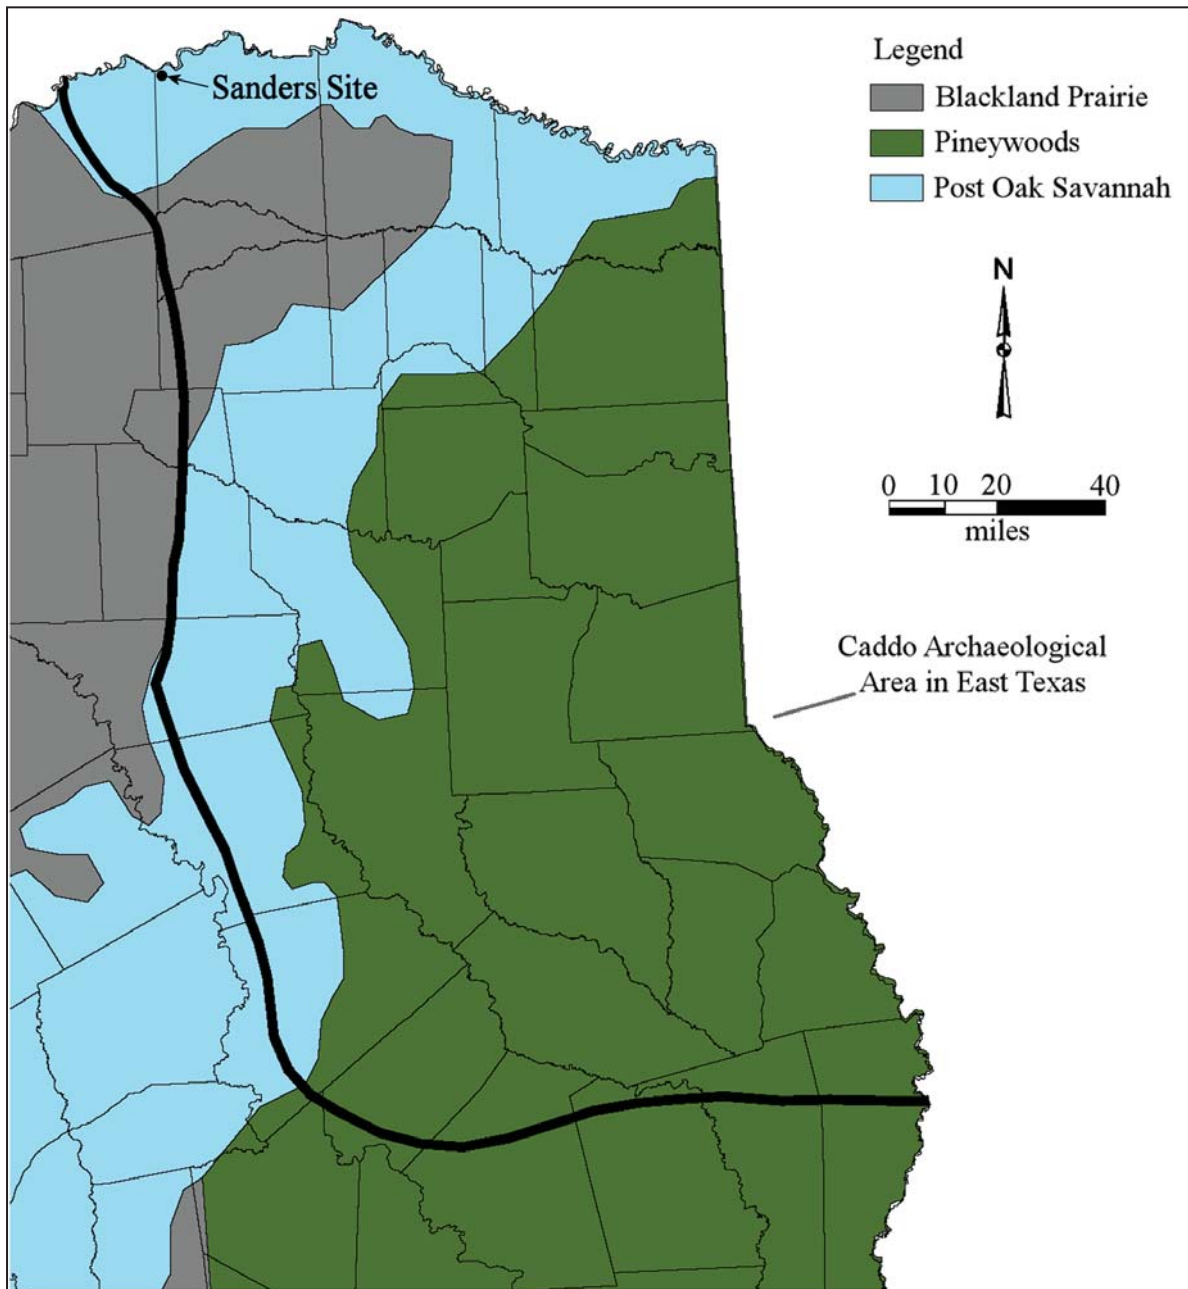 Sanders Site
Legend
Blackland Prairie
Pineywoods
Post Oak Savannah
N
0 10 20 40
miles
Caddo Archaeological
Area in East Texas